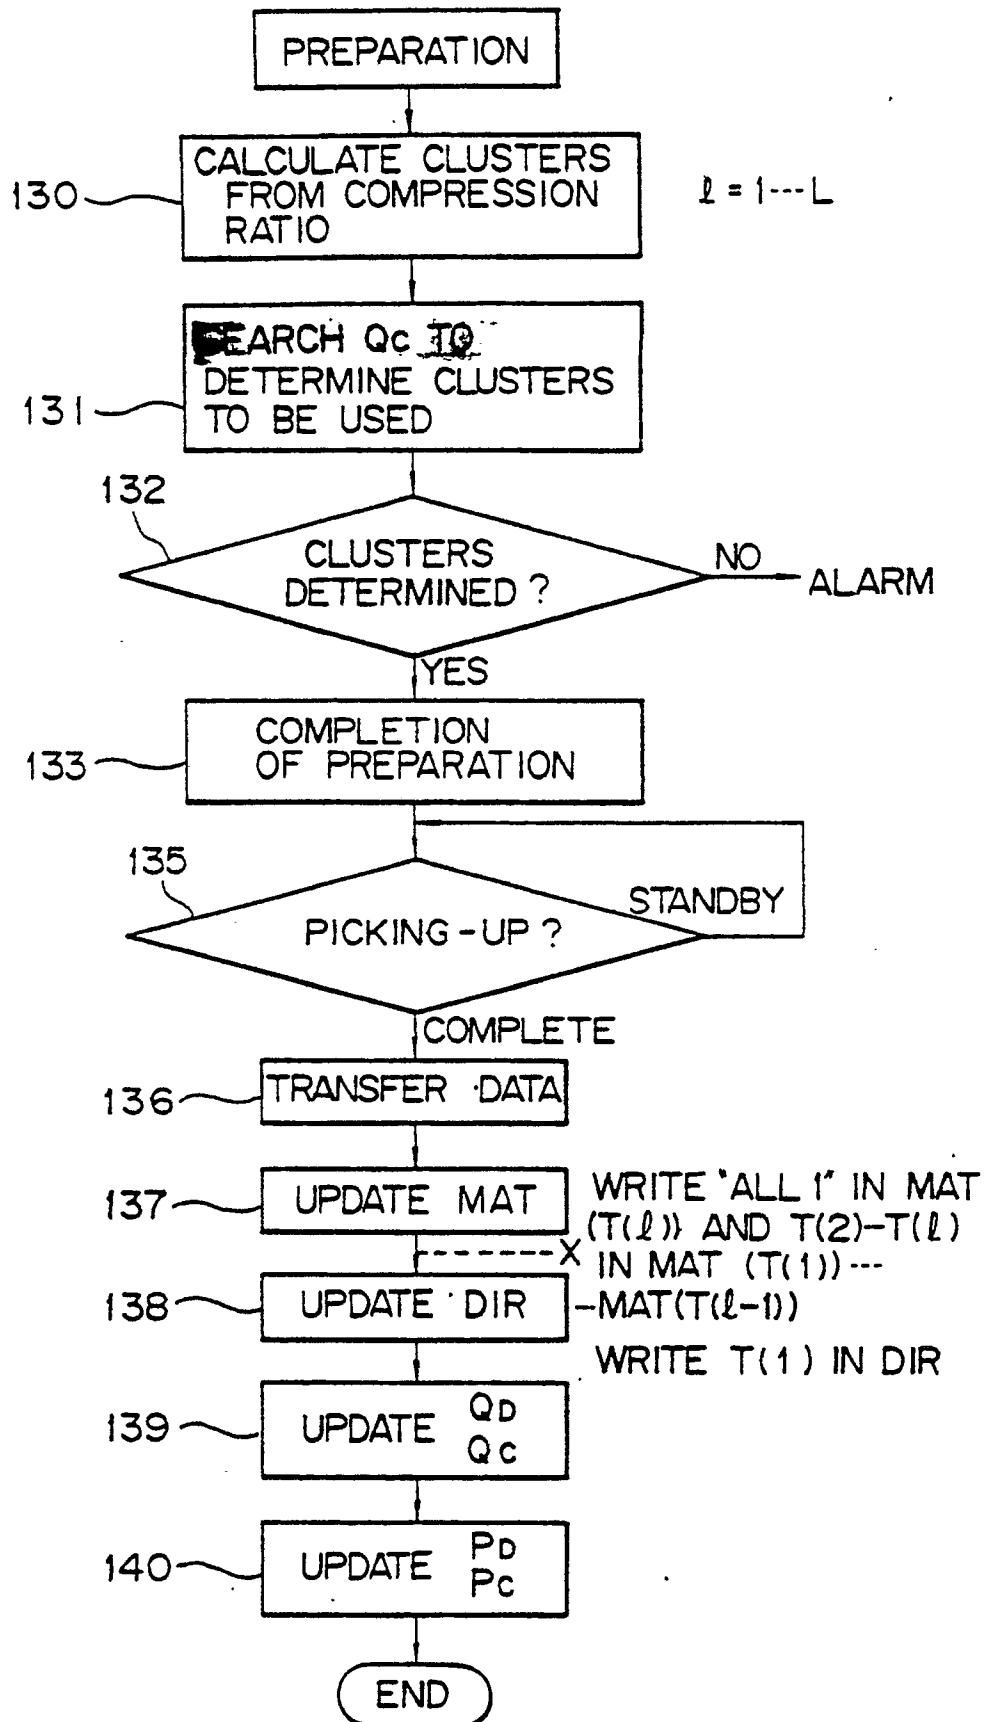 PREPARATION
CALCULATE CLUSTERS
FROM COMPRESSION
RATIO
130
ℓ = 1---L
SEARCH Qc TO
DETERMINE CLUSTERS
TO BE USED
131
132
CLUSTERS
DETERMINED ?
NO
ALARM
YES
COMPLETION
OF PREPARATION
133
135
STANDBY
PICKING-UP ?
COMPLETE
TRANSFER DATA
136
UPDATE MAT
137
WRITE "ALL 1" IN MAT
(T(ℓ)) AND T(2)-T(ℓ)
X IN MAT (T(1))---
-MAT(T(ℓ-1))
UPDATE DIR
138
WRITE T(1) IN DIR
UPDATE QD
QC
139
UPDATE PD
PC
140
END